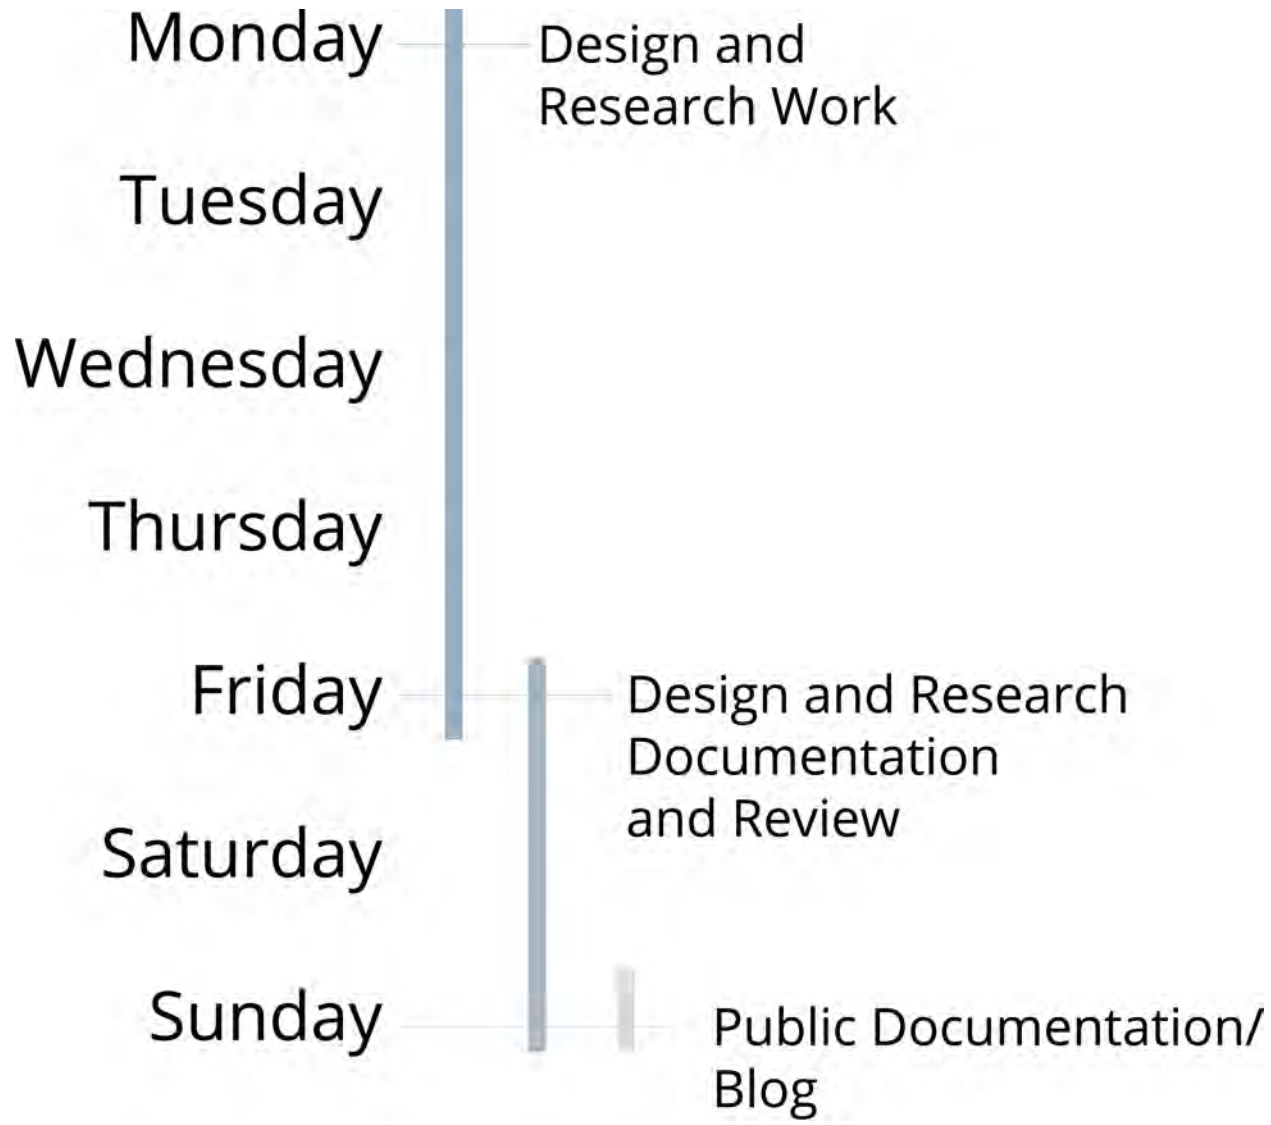 Monday
Design and
Research Work
Tuesday
Wednesday
Thursday
Friday
Design and Research
Documentation
and Review
Saturday
Sunday
Public Documentation/
Blog